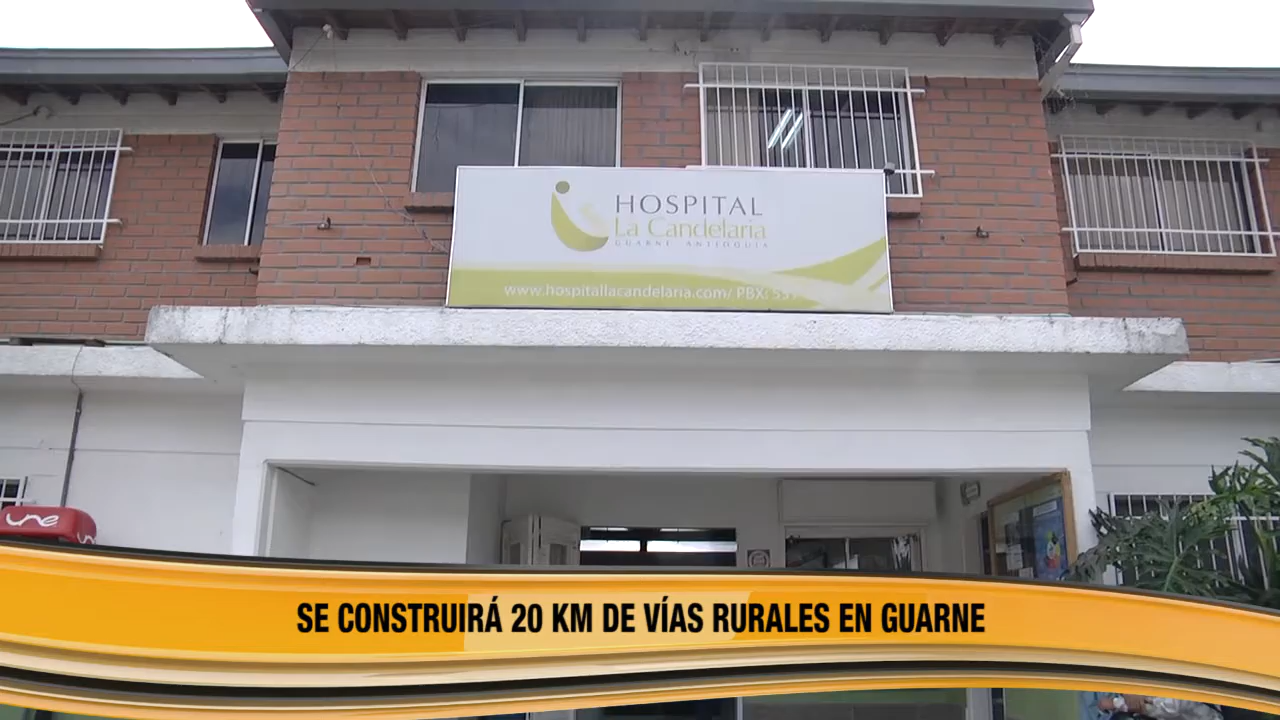 HOSPITAL
La Candelaria
GUARNE ANTIOQUIA
www.hospitallacandelaria.com/ PBX:
une
SE CONSTRUIRÁ 20 KM DE VÍAS RURALES EN GUARNE